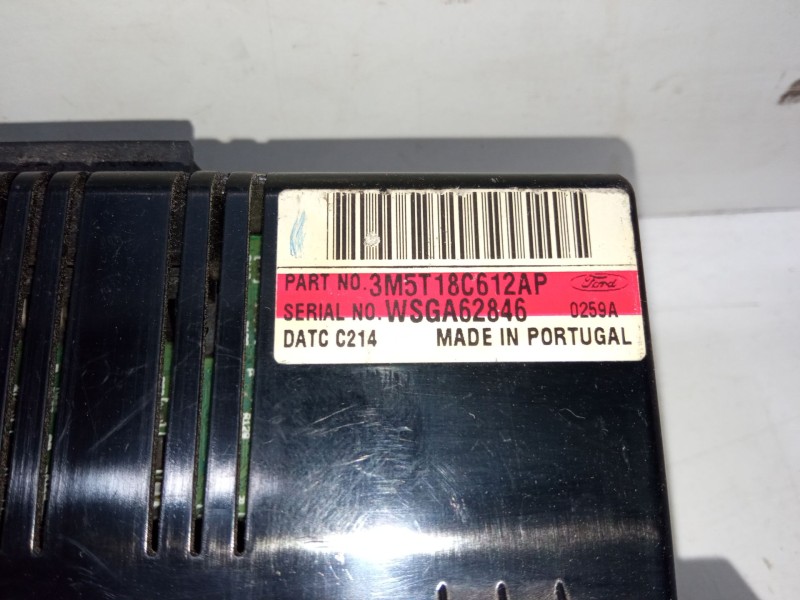 PART NO. 3M5T18C612AP Ford
SERIAL NO. WSGA62846 0259A
DATC C214 MADE IN PORTUGAL